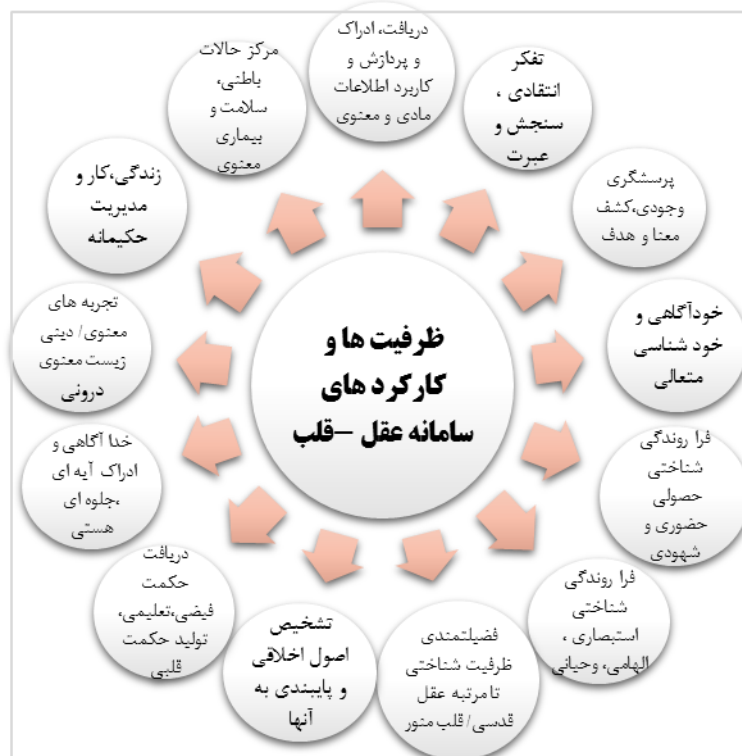 دریافت، ادراک
و پردازش و
کاربرد اطلاعات
مادی و معنوی
تفکر
انتقادی ،
سنجش و
عبرت
پرسشگری
وجودی،کشف
معنا و هدف
خودآگاهی و
خود شناسی
متعالی
فرا روندگی
شناختی
حصولی
حضوری و
شهودی
فرا روندگی
شناختی
استبصاری ،
الهامی، وحیانی
فضیلتمندی
ظرفیت شناختی
تا مرتبه عقل
قدسی/ قلب منور
تشخیص
اصول اخلاقی
و پایبندی به
آنها
دریافت
حکمت
فیضی،تعلیمی،
تولید حکمت
قلبی
خدا آگاهی و
ادراک آیه ای
،جلوه ای
هستی
تجربه های
معنوی/ دینی
زیست معنوی
درونی
زندگی،کار و
مدیریت
حکیمانه
مرکز حالات
باطنی،
سلامت و
بیماری
معنوی
ظرفیت ها و
کارکرد های
سامانه عقل –قلب